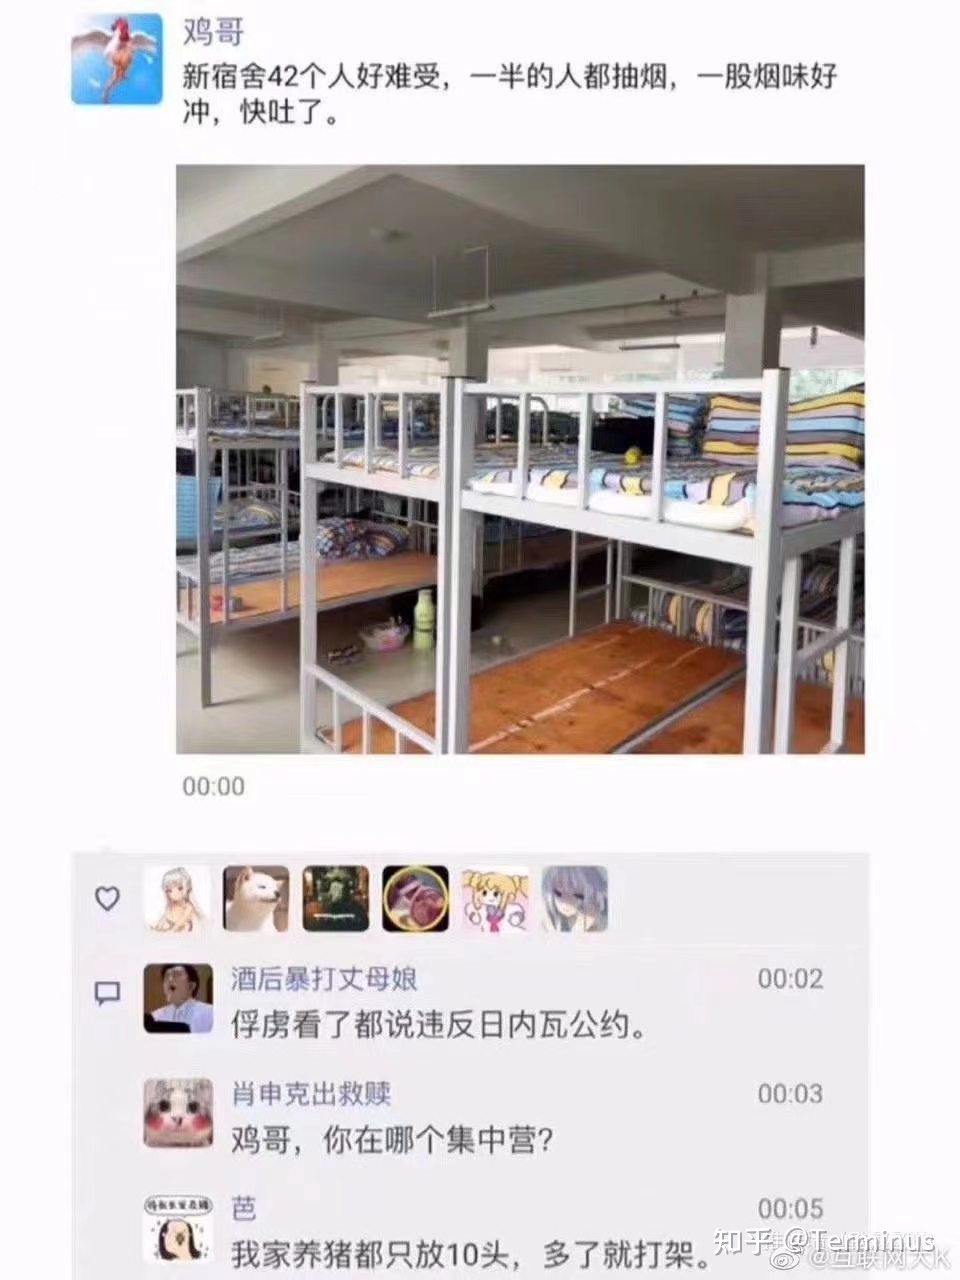 鸡哥
新宿舍42个人好难受，一半的人都抽烟，一股烟味好
冲，快吐了。
00:00
酒后暴打丈母娘
00:02
俘虏看了都说违反日内瓦公约。
肖申克出救赎
00:03
鸡哥，你在哪个集中营？
芭
00:05
我家养猪都只放10头，多了就打架。
知乎 @Terminus
@互联网大K